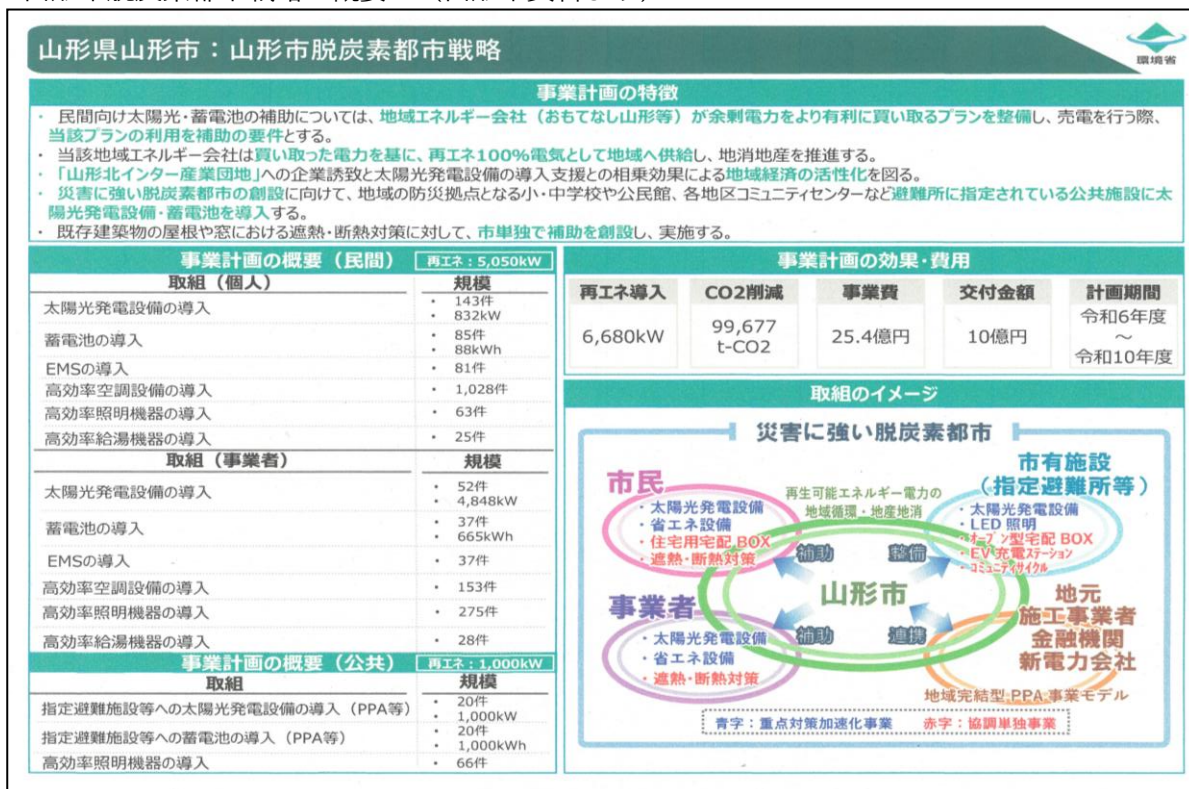 山形県山形市：山形市脱炭素都市戦略
環境省
事業計画の特徴
・ 民間向け太陽光・蓄電池の補助については、地域エネルギー会社（おもてなし山形等）が余剰電力をより有利に買い取るプランを整備し、売電を行う際、
当該プランの利用を補助の要件とする。
・ 当該地域エネルギー会社は買い取った電力を基に、再エネ100%電気として地域へ供給し、地消地産を推進する。
・ 「山形北インター産業団地」への企業誘致と太陽光発電設備の導入支援との相乗効果による地域経済の活性化を図る。
・ 災害に強い脱炭素都市の創設に向けて、地域の防災拠点となる小・中学校や公民館、各地区コミュニティセンターなど避難所に指定されている公共施設に太
陽光発電設備・蓄電池を導入する。
・ 既存建築物の屋根や窓における遮熱・断熱対策に対して、市単独で補助を創設し、実施する。
事業計画の概要（民間） 再エネ：5,050kW
取組（個人） 規模
太陽光発電設備の導入 ・ 143件
・ 832kW
蓄電池の導入 ・ 85件
・ 88kWh
EMSの導入 ・ 81件
高効率空調設備の導入 ・ 1,028件
高効率照明機器の導入 ・ 63件
高効率給湯機器の導入 ・ 25件
取組（事業者） 規模
太陽光発電設備の導入 ・ 52件
・ 4,848kW
蓄電池の導入 ・ 37件
・ 665kWh
EMSの導入 ・ 37件
高効率空調設備の導入 ・ 153件
高効率照明機器の導入 ・ 275件
高効率給湯機器の導入 ・ 28件
事業計画の概要（公共） 再エネ：1,000kW
取組 規模
指定避難施設等への太陽光発電設備の導入（PPA等） ・ 20件
・ 1,000kW
指定避難施設等への蓄電池の導入（PPA等） ・ 20件
・ 1,000kWh
高効率照明機器の導入 ・ 66件
事業計画の効果・費用
再エネ導入 CO2削減 事業費 交付金額 計画期間
6,680kW 99,677
t-CO2 25.4億円 10億円 令和6年度
～
令和10年度
取組のイメージ
災害に強い脱炭素都市
市民
・太陽光発電設備
・省エネ設備
・住宅用宅配BOX
・遮熱・断熱対策
再生可能エネルギー電力の
地域循環・地産地消
市有施設
（指定避難所等）
・太陽光発電設備
・LED照明
・オープン型宅配BOX
・EV充電ステーション
・コミュニティサイクル
補助 整備
山形市
補助 連携
事業者
・太陽光発電設備
・省エネ設備
・遮熱・断熱対策
地元
施工事業者
金融機関
新電力会社
地域完結型PPA事業モデル
青字：重点対策加速化事業 赤字：協調単独事業